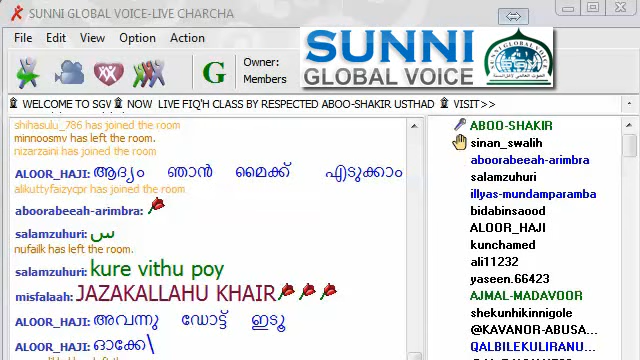 SUNNI GLOBAL VOICE-LIVE CHARCHA
File Edit View Option Action
SUNNI
GLOBAL VOICE
G
Owner:
Members
WELCOME TO SGV NOW LIVE FIQ'H CLASS BY RESPECTED ABOO-SHAKIR USTHAD VISIT>>
shihasulu_786 has joined the room
minnoosmv has left the room.
nizarzaini has joined the room
ALOOR_HAJI: ആദ്യം ഞാൻ മൈക്ക് എടുക്കാം
alikuttyfaizycpr has joined the room
aboorabeeah-arimbra:
salamzuhuri: س
nufailk has left the room.
salamzuhuri: kure vithu poy
misfalaah: JAZAKALLAHU KHAIR
ALOOR_HAJI: അവന്നു ഡോട്ട് ഇടൂ
ALOOR_HAJI: ഓക്കേ\
ABOO-SHAKIR
sinan_swalih
aboorabeeah-arimbra
salamzuhuri
illyas-mundamparamba
bidabinsaood
ALOOR_HAJI
kunchamed
ali11232
yaseen.66423
AJMAL-MADAVOOR
shekunhikinnigole
@KAVANOR-ABUSA...
QALBILEKULIRANU...